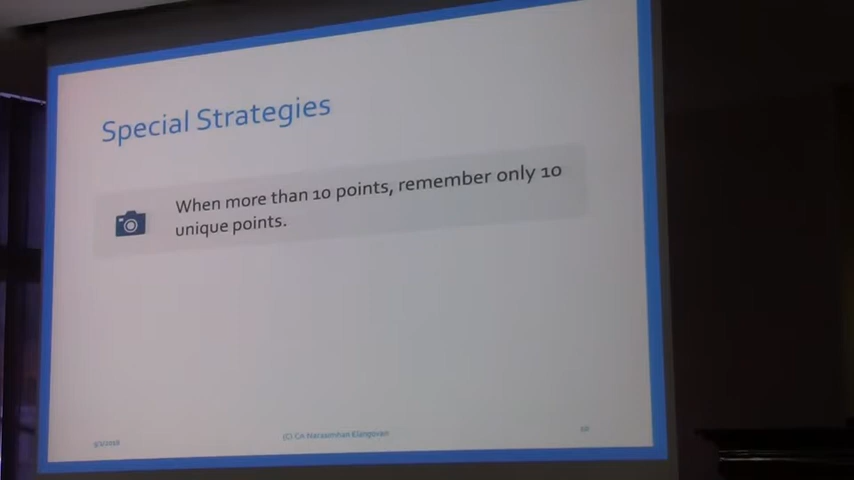 Special Strategies
When more than 10 points, remember only 10
unique points.
(C) CA Narasimhan Elangovan